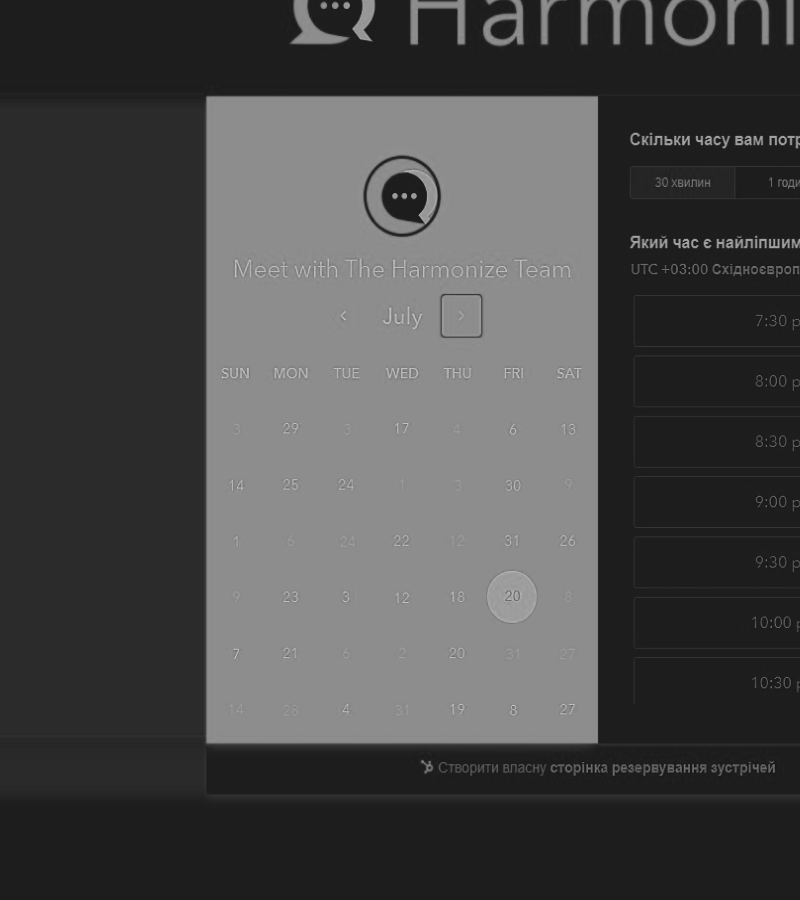 Harmoni
Meet with The Harmonize Team
July
SUN MON TUE WED THU FRI SAT
3 29 3 17 4 6 13
14 25 24 1 3 30 9
1 6 24 22 12 31 26
9 23 3 12 18 20 8
7 21 6 2 20 31 27
14 28 4 31 19 8 27
Скільки часу вам потр
30 хвилин 1 годи
Який час є найліпшим
UTC +03:00 Східноєвроп
7:30 p
8:00 p
8:30 p
9:00 p
9:30 p
10:00 p
10:30 p
Створити власну сторінка резервування зустрічей